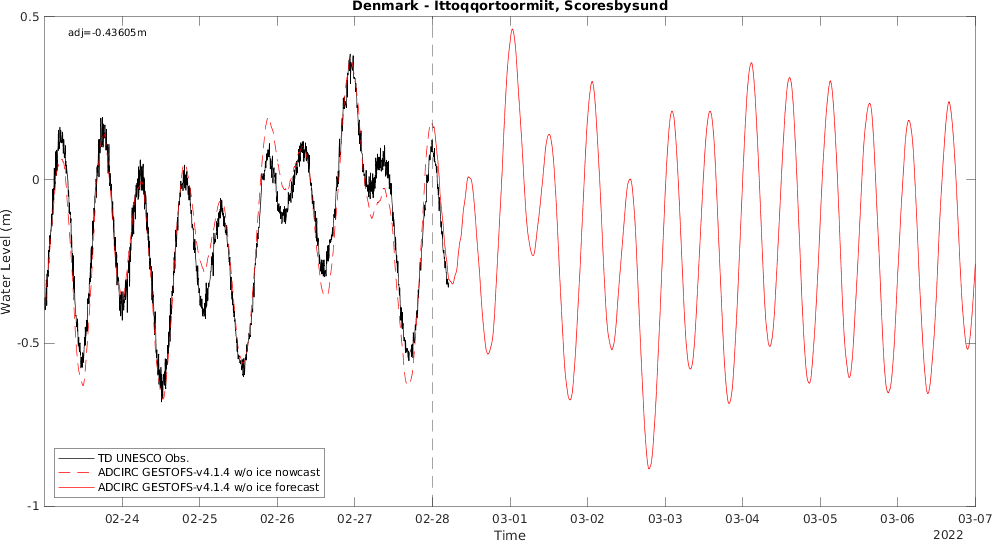 Denmark - Ittoqqortoormiit, Scoresbysund
adj=-0.43605m
0.5
0
-0.5
-1
Water Level (m)
TD UNESCO Obs.
ADCIRC GESTOFS-v4.1.4 w/o ice nowcast
ADCIRC GESTOFS-v4.1.4 w/o ice forecast
02-24 02-25 02-26 02-27 02-28 03-01 03-02 03-03 03-04 03-05 03-06 03-07
Time
2022